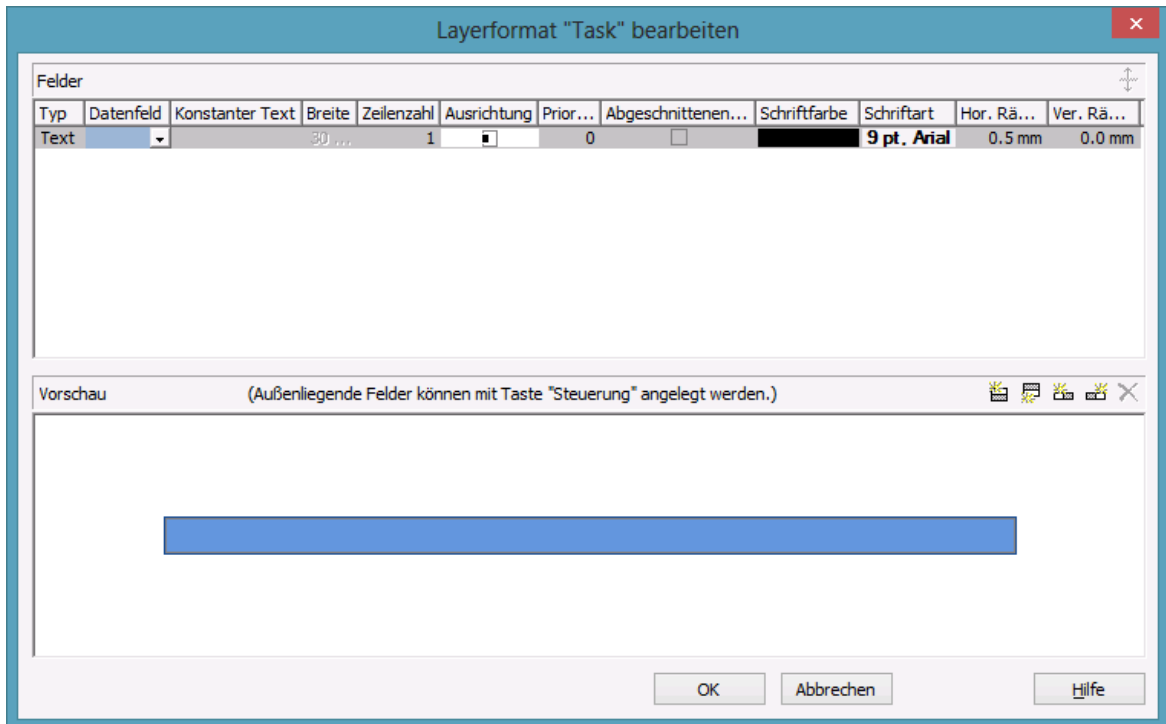 Layerformat "Task" bearbeiten
Felder
Typ Datenfeld Konstanter Text Breite Zeilenzahl Ausrichtung Prior... Abgeschnittenen... Schriftfarbe Schriftart Hor. Rä... Ver. Rä...
Text 30 ... 1 0 9 pt, Arial 0.5 mm 0.0 mm
Vorschau (Außenliegende Felder können mit Taste "Steuerung" angelegt werden.)
OK Abbrechen Hilfe